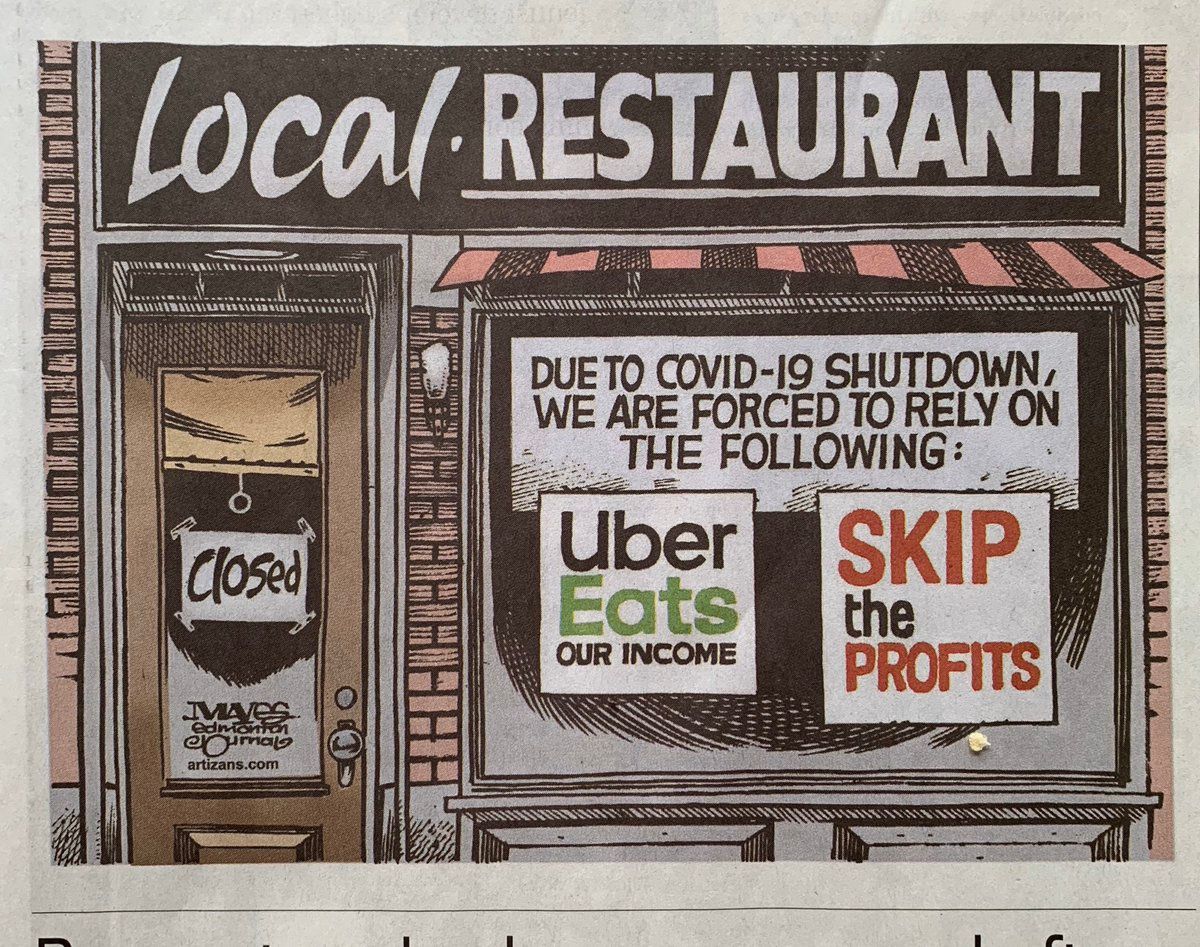 Local RESTAURANT
DUE TO COVID-19 SHUTDOWN,
WE ARE FORCED TO RELY ON
THE FOLLOWING:
Uber
Eats
OUR INCOME
SKIP
the
PROFITS
Closed
MAYES
Edmonton
Journal
artizans.com